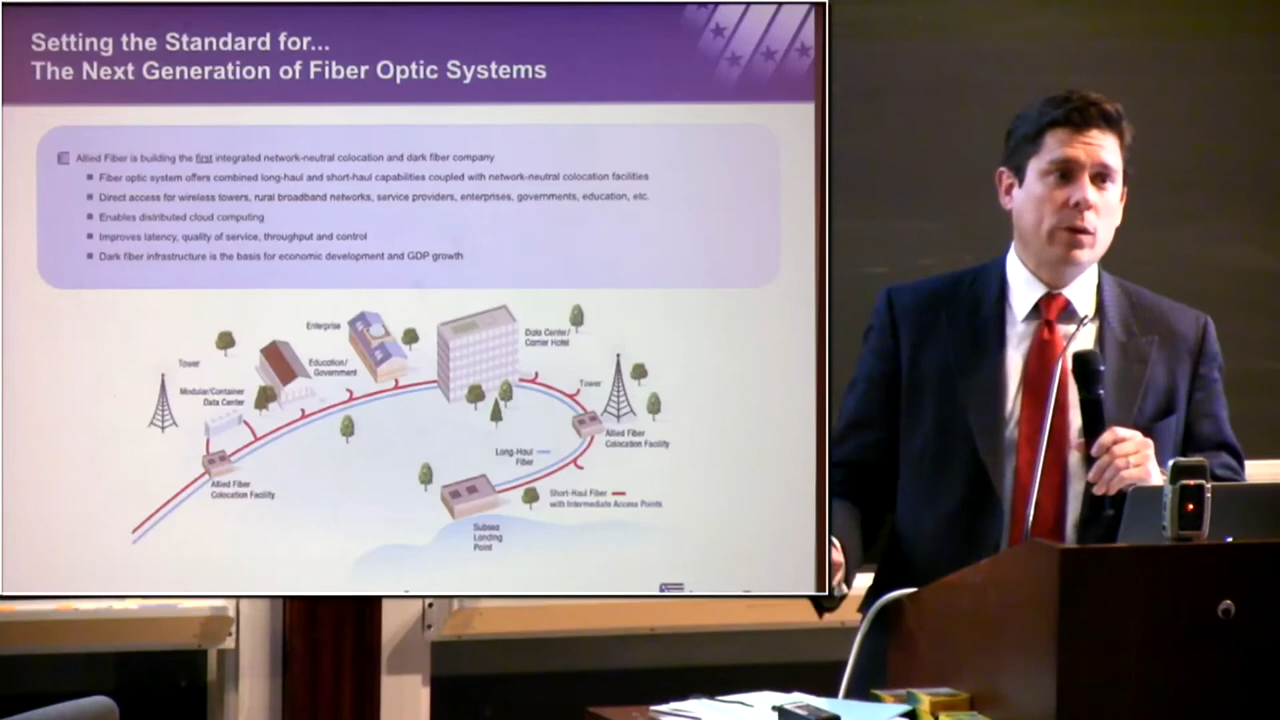 Setting the Standard for...
The Next Generation of Fiber Optic Systems
Allied Fiber is building the first integrated network-neutral colocation and dark fiber company
Fiber optic system offers combined long-haul and short-haul capabilities coupled with network-neutral colocation facilities
Direct access for wireless towers, rural broadband networks, service providers, enterprises, governments, education, etc.
Enables distributed cloud computing
Improves latency, quality of service, throughput and control
Dark fiber infrastructure is the basis for economic development and GDP growth
Enterprise
Data Center/
Carrier Hotel
Tower
Education/
Government
Modular/Container
Data Center
Tower
Allied Fiber
Colocation Facility
Long-Haul
Fiber
Allied Fiber
Colocation Facility
Short-Haul Fiber
with Intermediate Access Points
Subsea
Landing
Point